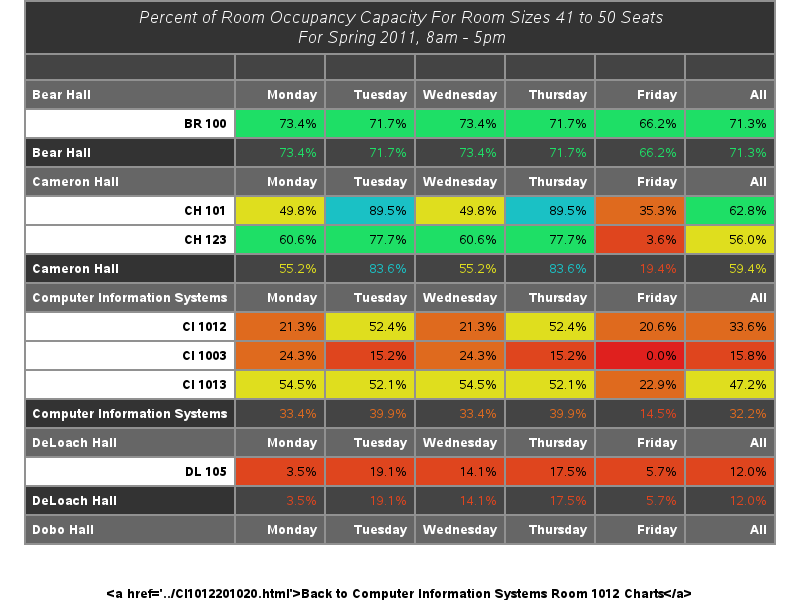 Percent of Room Occupancy Capacity For Room Sizes 41 to 50 Seats
For Spring 2011, 8am - 5pm
Bear Hall Monday Tuesday Wednesday Thursday Friday All
BR 100 73.4% 71.7% 73.4% 71.7% 66.2% 71.3%
Bear Hall 73.4% 71.7% 73.4% 71.7% 66.2% 71.3%
Cameron Hall Monday Tuesday Wednesday Thursday Friday All
CH 101 49.8% 89.5% 49.8% 89.5% 35.3% 62.8%
CH 123 60.6% 77.7% 60.6% 77.7% 3.6% 56.0%
Cameron Hall 55.2% 83.6% 55.2% 83.6% 19.4% 59.4%
Computer Information Systems Monday Tuesday Wednesday Thursday Friday All
CI 1012 21.3% 52.4% 21.3% 52.4% 20.6% 33.6%
CI 1003 24.3% 15.2% 24.3% 15.2% 0.0% 15.8%
CI 1013 54.5% 52.1% 54.5% 52.1% 22.9% 47.2%
Computer Information Systems 33.4% 39.9% 33.4% 39.9% 14.5% 32.2%
DeLoach Hall Monday Tuesday Wednesday Thursday Friday All
DL 105 3.5% 19.1% 14.1% 17.5% 5.7% 12.0%
DeLoach Hall 3.5% 19.1% 14.1% 17.5% 5.7% 12.0%
Dobo Hall Monday Tuesday Wednesday Thursday Friday All
<a href='../CI1012201020.html'>Back to Computer Information Systems Room 1012 Charts</a>